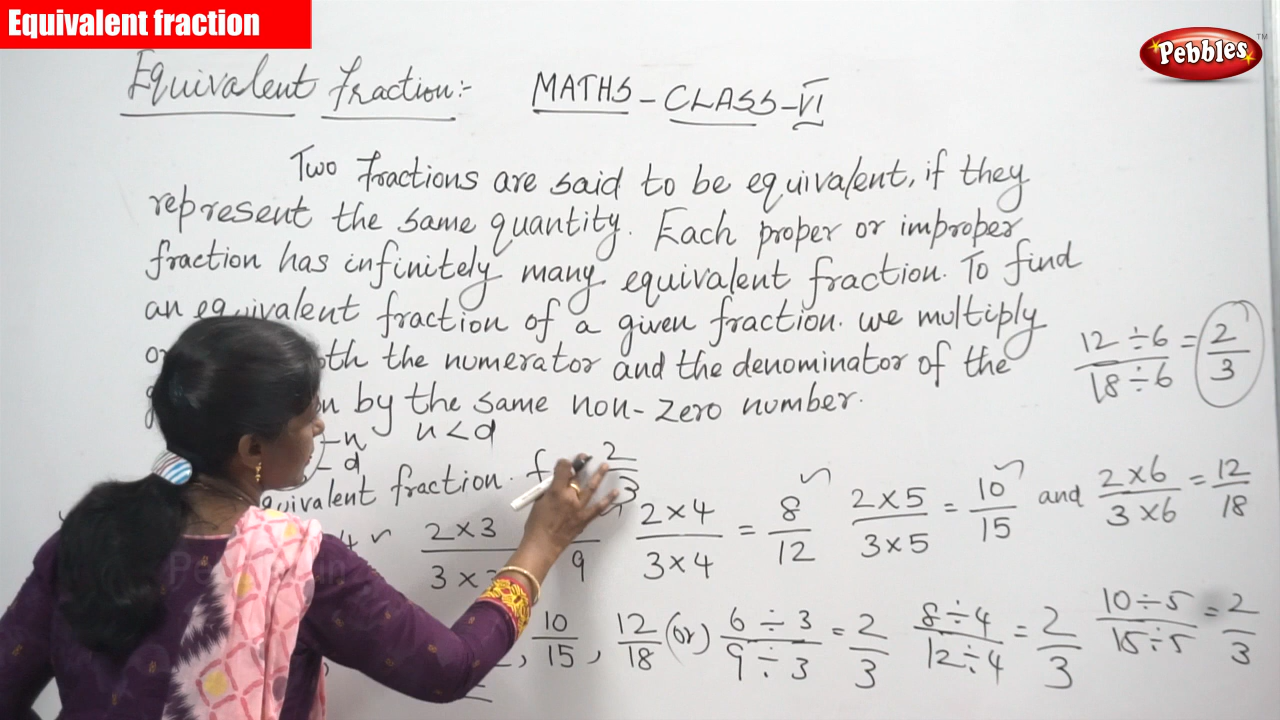 Equivalent fraction
Pebbles TM
Equivalent fraction:- MATHS - CLASS - VI
Two fractions are said to be equivalent, if they
represent the same quantity. Each proper or improper
fraction has infinitely many equivalent fraction. To find
an equivalent fraction of a given fraction. we multiply
the numerator and the denominator of the
by the same non-zero number.
12÷6/18÷6 = 2/3
-n n<d
- d
fraction. 2/3
2×3 9 2×4/3×4 = 8/12 2×5/3×5 = 10/15 and 2×6/3×6 = 12/18
, 10/15, 12/18 (or) 6÷3/9÷3 = 2/3 8÷4/12÷4 = 2/3 10÷5/15÷5 = 2/3